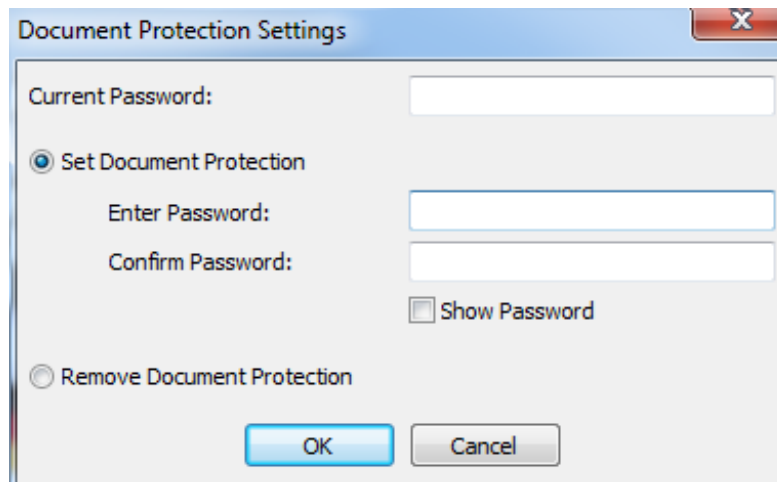 Document Protection Settings
Current Password:
Set Document Protection
Enter Password:
Confirm Password:
Show Password
Remove Document Protection
OK Cancel